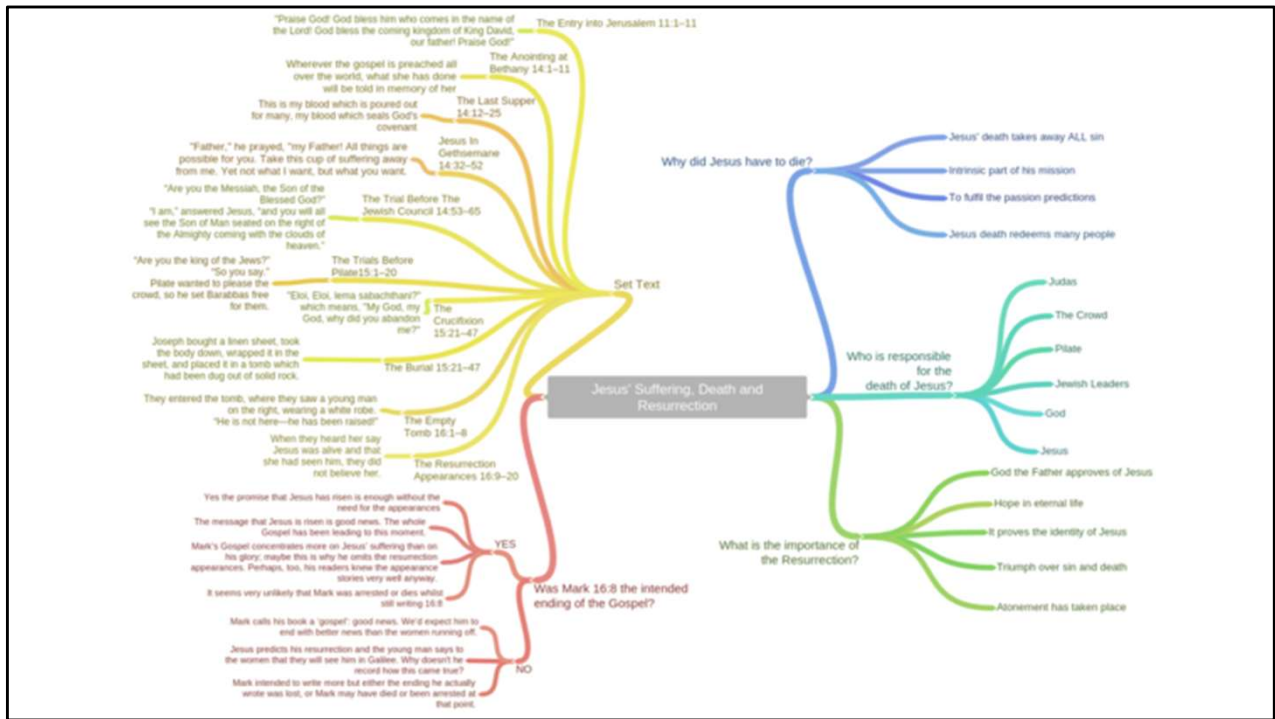 "Praise God! God bless him who comes in the name of
the Lord! God bless the coming kingdom of King David,
our father! Praise God!"
The Entry into Jerusalem 11:1–11
Wherever the gospel is preached all
over the world, what she has done
will be told in memory of her
The Anointing at
Bethany 14:1–11
This is my blood which is poured out
for many, my blood which seals God's
covenant
The Last Supper
14:12–25
"Father," he prayed, "my Father! All things are
possible for you. Take this cup of suffering away
from me. Yet not what I want, but what you want.
Jesus In
Gethsemane
14:32–52
"Are you the Messiah, the Son of the
Blessed God?"
"I am," answered Jesus, "and you will all
see the Son of Man seated on the right of
the Almighty coming with the clouds of
heaven."
The Trial Before The
Jewish Council 14:53–65
"Are you the king of the Jews?"
"So you say."
Pilate wanted to please the
crowd, so he set Barabbas free
for them.
The Trials Before
Pilate15:1–20
"Eloi, Eloi, lema sabachthani?"
which means, "My God, my
God, why did you abandon
me?"
The
Crucifixion
15:21–47
Joseph bought a linen sheet, took
the body down, wrapped it in the
sheet, and placed it in a tomb which
had been dug out of solid rock.
The Burial 15:21–47
They entered the tomb, where they saw a young man
on the right, wearing a white robe.
"He is not here—he has been raised!"
The Empty
Tomb 16:1–8
When they heard her say
Jesus was alive and that
she had seen him, they did
not believe her.
The Resurrection
Appearances 16:9–20
Set Text
Jesus' Suffering, Death and
Resurrection
Why did Jesus have to die?
Jesus' death takes away ALL sin
Intrinsic part of his mission
To fulfil the passion predictions
Jesus death redeems many people
Who is responsible
for the
death of Jesus?
Judas
The Crowd
Pilate
Jewish Leaders
God
Jesus
What is the importance of
the Resurrection?
God the Father approves of Jesus
Hope in eternal life
It proves the identity of Jesus
Triumph over sin and death
Atonement has taken place
Was Mark 16:8 the intended
ending of the Gospel?
YES
Yes the promise that Jesus has risen is enough without the
need for the appearances
The message that Jesus is risen is good news. The whole
Gospel has been leading to this moment.
Mark's Gospel concentrates more on Jesus' suffering than on
his glory; maybe this is why he omits the resurrection
appearances. Perhaps, too, his readers knew the appearance
stories very well anyway.
It seems very unlikely that Mark was arrested or dies whilst
still writing 16:8
NO
Mark calls his book a 'gospel': good news. We'd expect him to
end with better news than the women running off.
Jesus predicts his resurrection and the young man says to
the women that they will see him in Galilee. Why doesn't he
record how this came true?
Mark intended to write more but either the ending he actually
wrote was lost, or Mark may have died or been arrested at
that point.